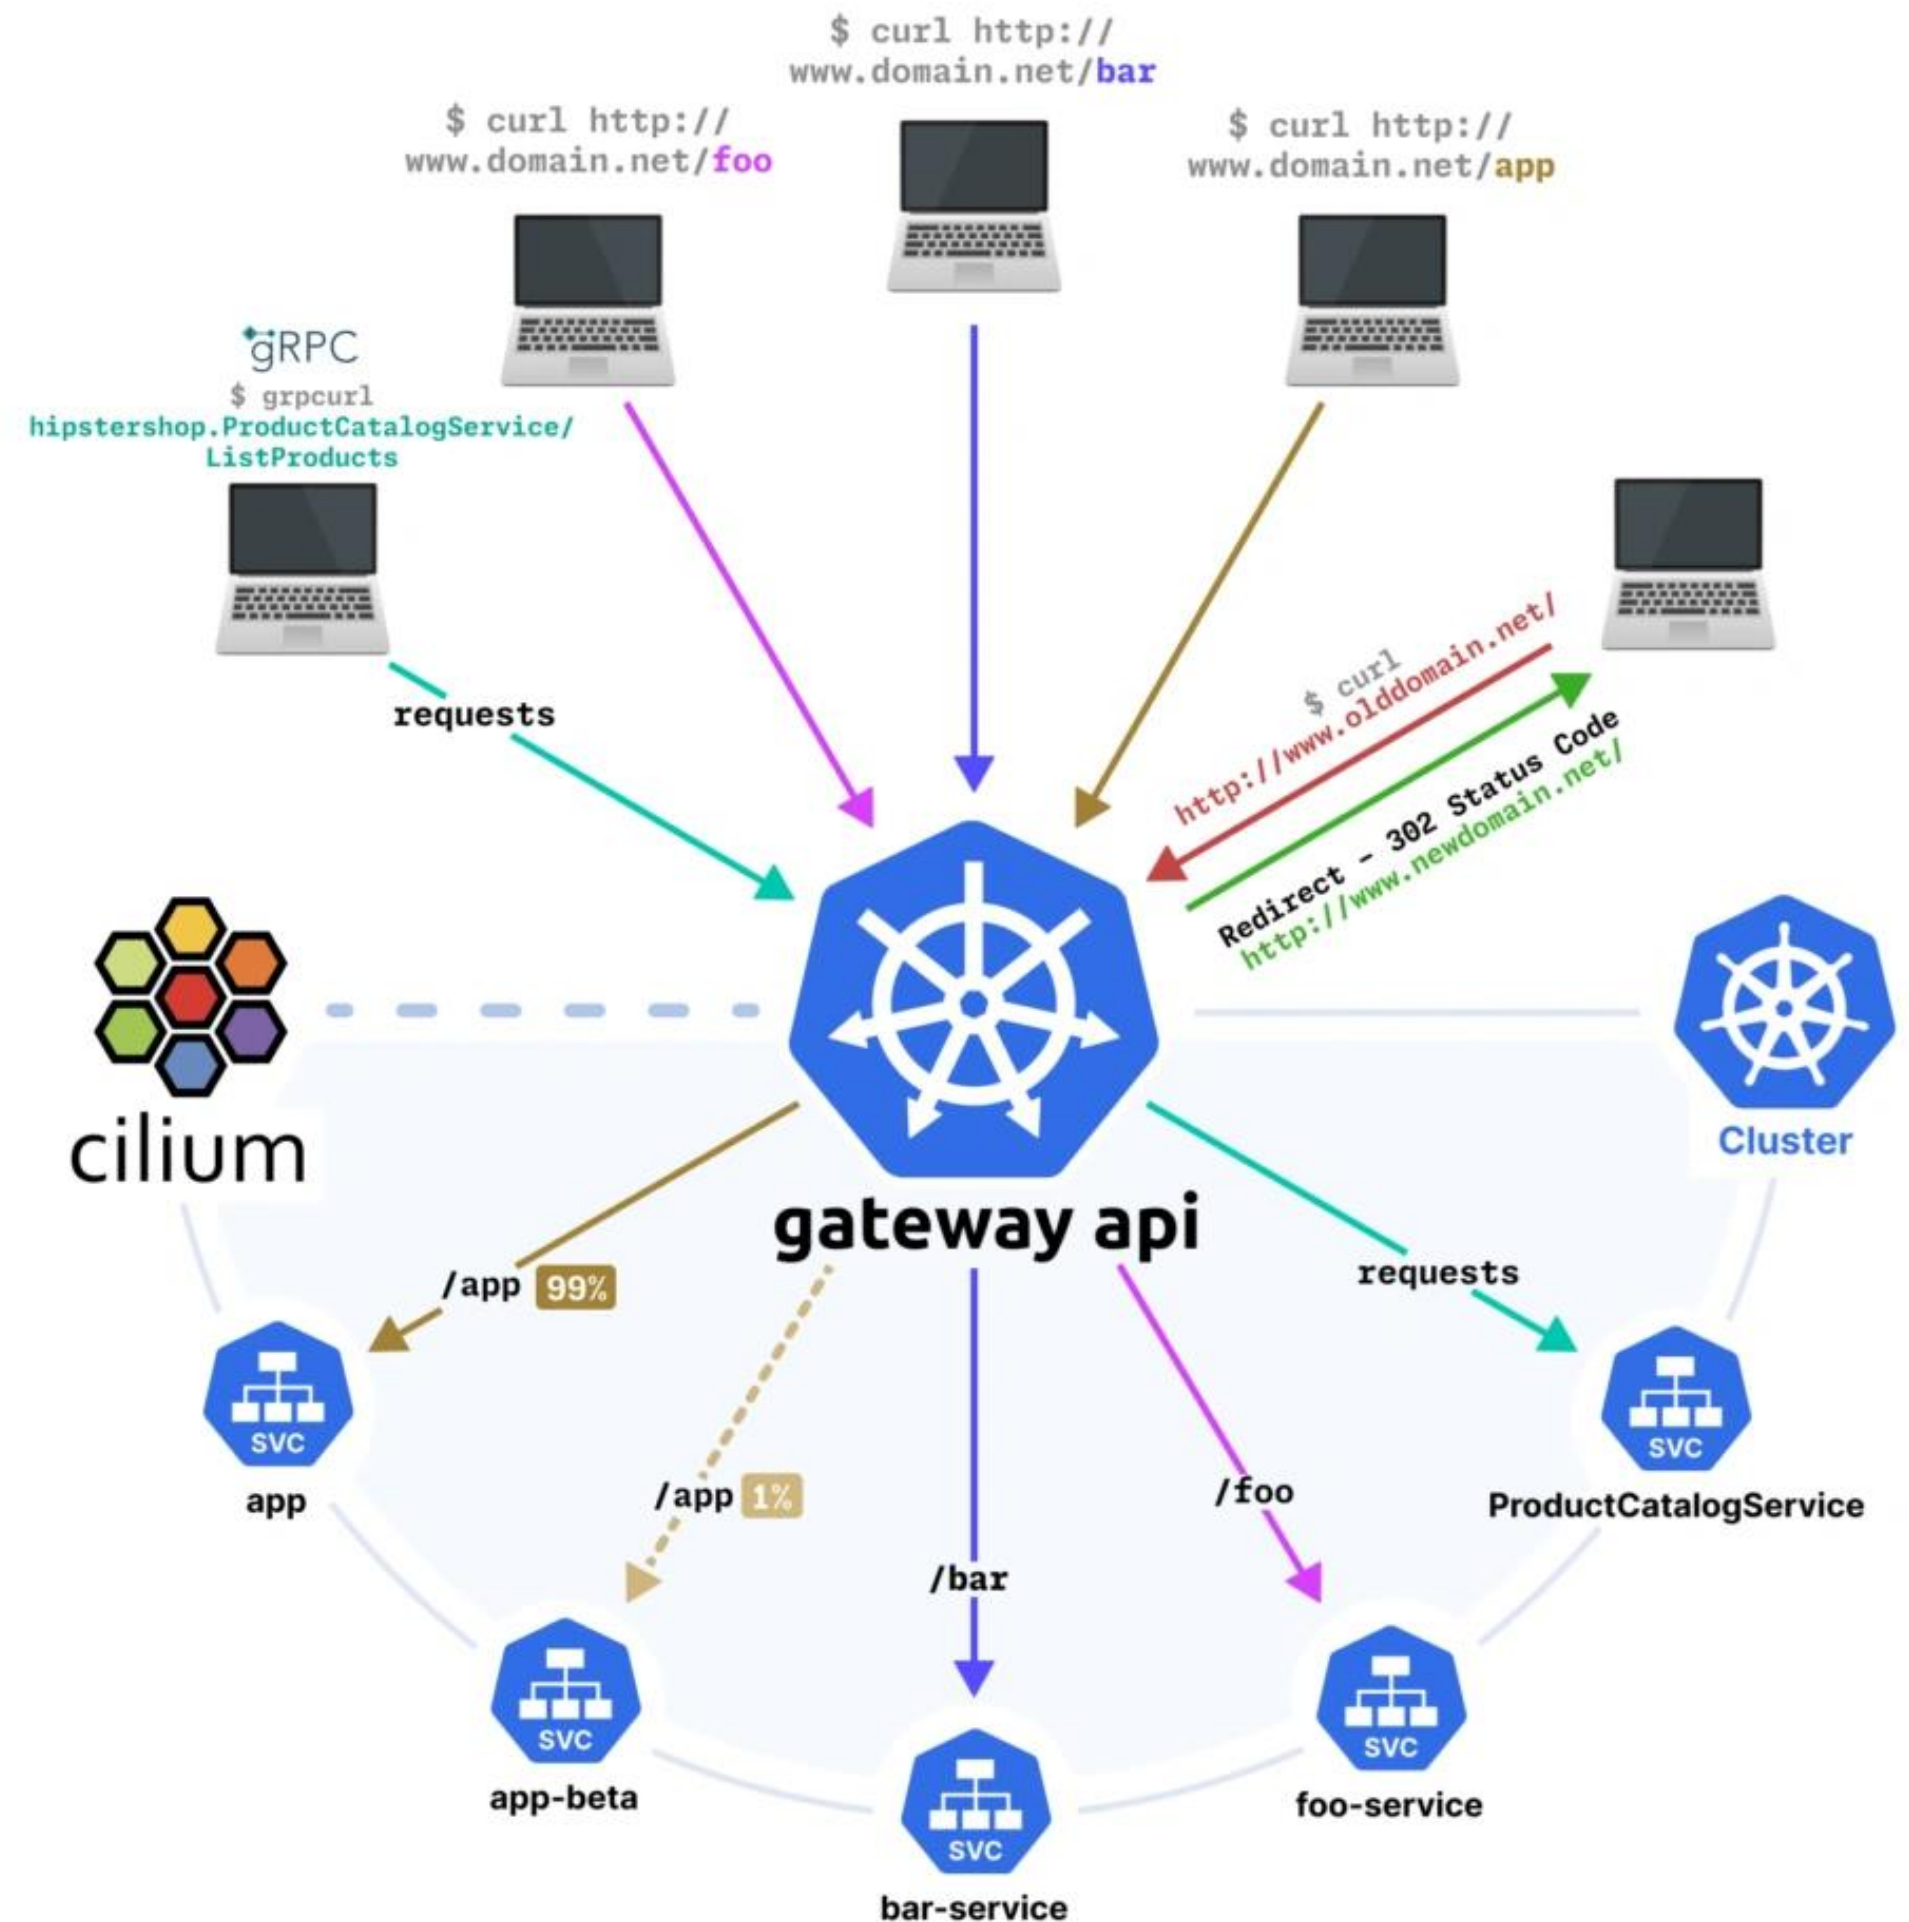 $ curl http://
www.domain.net/bar
$ curl http://
www.domain.net/foo
$ curl http://
www.domain.net/app
gRPC
$ grpcurl
hipstershop.ProductCatalogService/
ListProducts
requests
$ curl
http://www.olddomain.net/
Redirect - 302 Status Code
http://www.newdomain.net/
cilium
Cluster
gateway api
/app 99%
requests
SVC
app
/app 1%
/foo
SVC
ProductCatalogService
/bar
SVC
app-beta
SVC
foo-service
SVC
bar-service